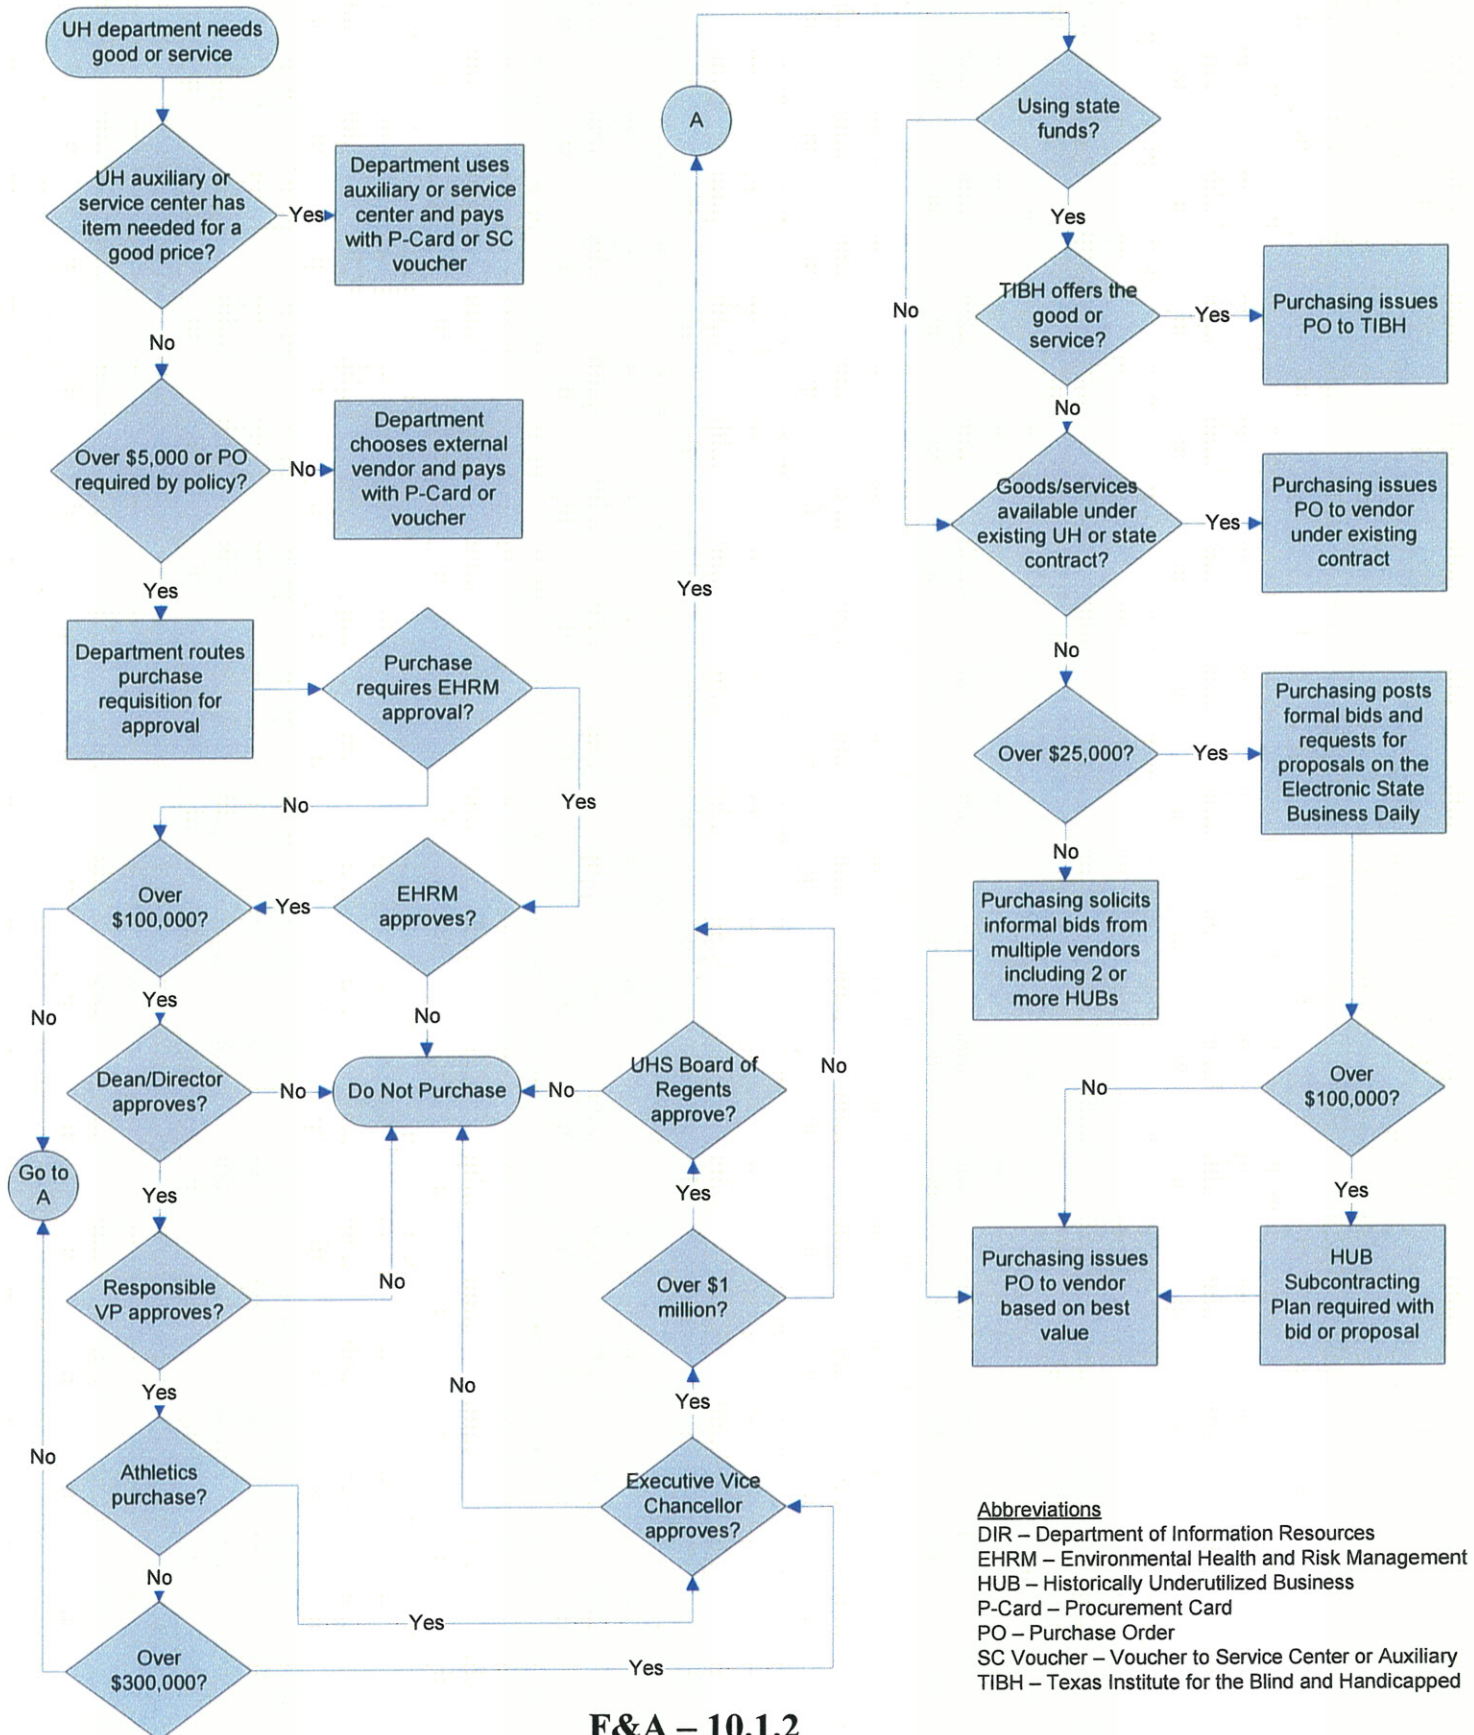 UH department needs
good or service
UH auxiliary or
service center has
item needed for a
good price?
Yes
Department uses
auxiliary or service
center and pays
with P-Card or SC
voucher
No
Over $5,000 or PO
required by policy?
No
Department
chooses external
vendor and pays
with P-Card or
voucher
Yes
Department routes
purchase
requisition for
approval
Purchase
requires EHRM
approval?
No
Yes
Over
$100,000?
Yes
EHRM
approves?
No
Yes
No
Dean/Director
approves?
No
Do Not Purchase
No
UHS Board of
Regents
approve?
No
Go to
A
Yes
Yes
Responsible
VP approves?
No
Over $1
million?
Yes
No
Yes
No
Athletics
purchase?
Executive Vice
Chancellor
approves?
No
Yes
Over
$300,000?
Yes
A
Yes
Using state
funds?
Yes
No
TIBH offers the
good or
service?
Yes
Purchasing issues
PO to TIBH
No
Goods/services
available under
existing UH or state
contract?
Yes
Purchasing issues
PO to vendor
under existing
contract
No
Over $25,000?
Yes
Purchasing posts
formal bids and
requests for
proposals on the
Electronic State
Business Daily
No
Purchasing solicits
informal bids from
multiple vendors
including 2 or
more HUBs
Over
$100,000?
No
Yes
Purchasing issues
PO to vendor
based on best
value
HUB
Subcontracting
Plan required with
bid or proposal
Abbreviations
DIR – Department of Information Resources
EHRM – Environmental Health and Risk Management
HUB – Historically Underutilized Business
P-Card – Procurement Card
PO – Purchase Order
SC Voucher – Voucher to Service Center or Auxiliary
TIBH – Texas Institute for the Blind and Handicapped
F&A – 10.1.2